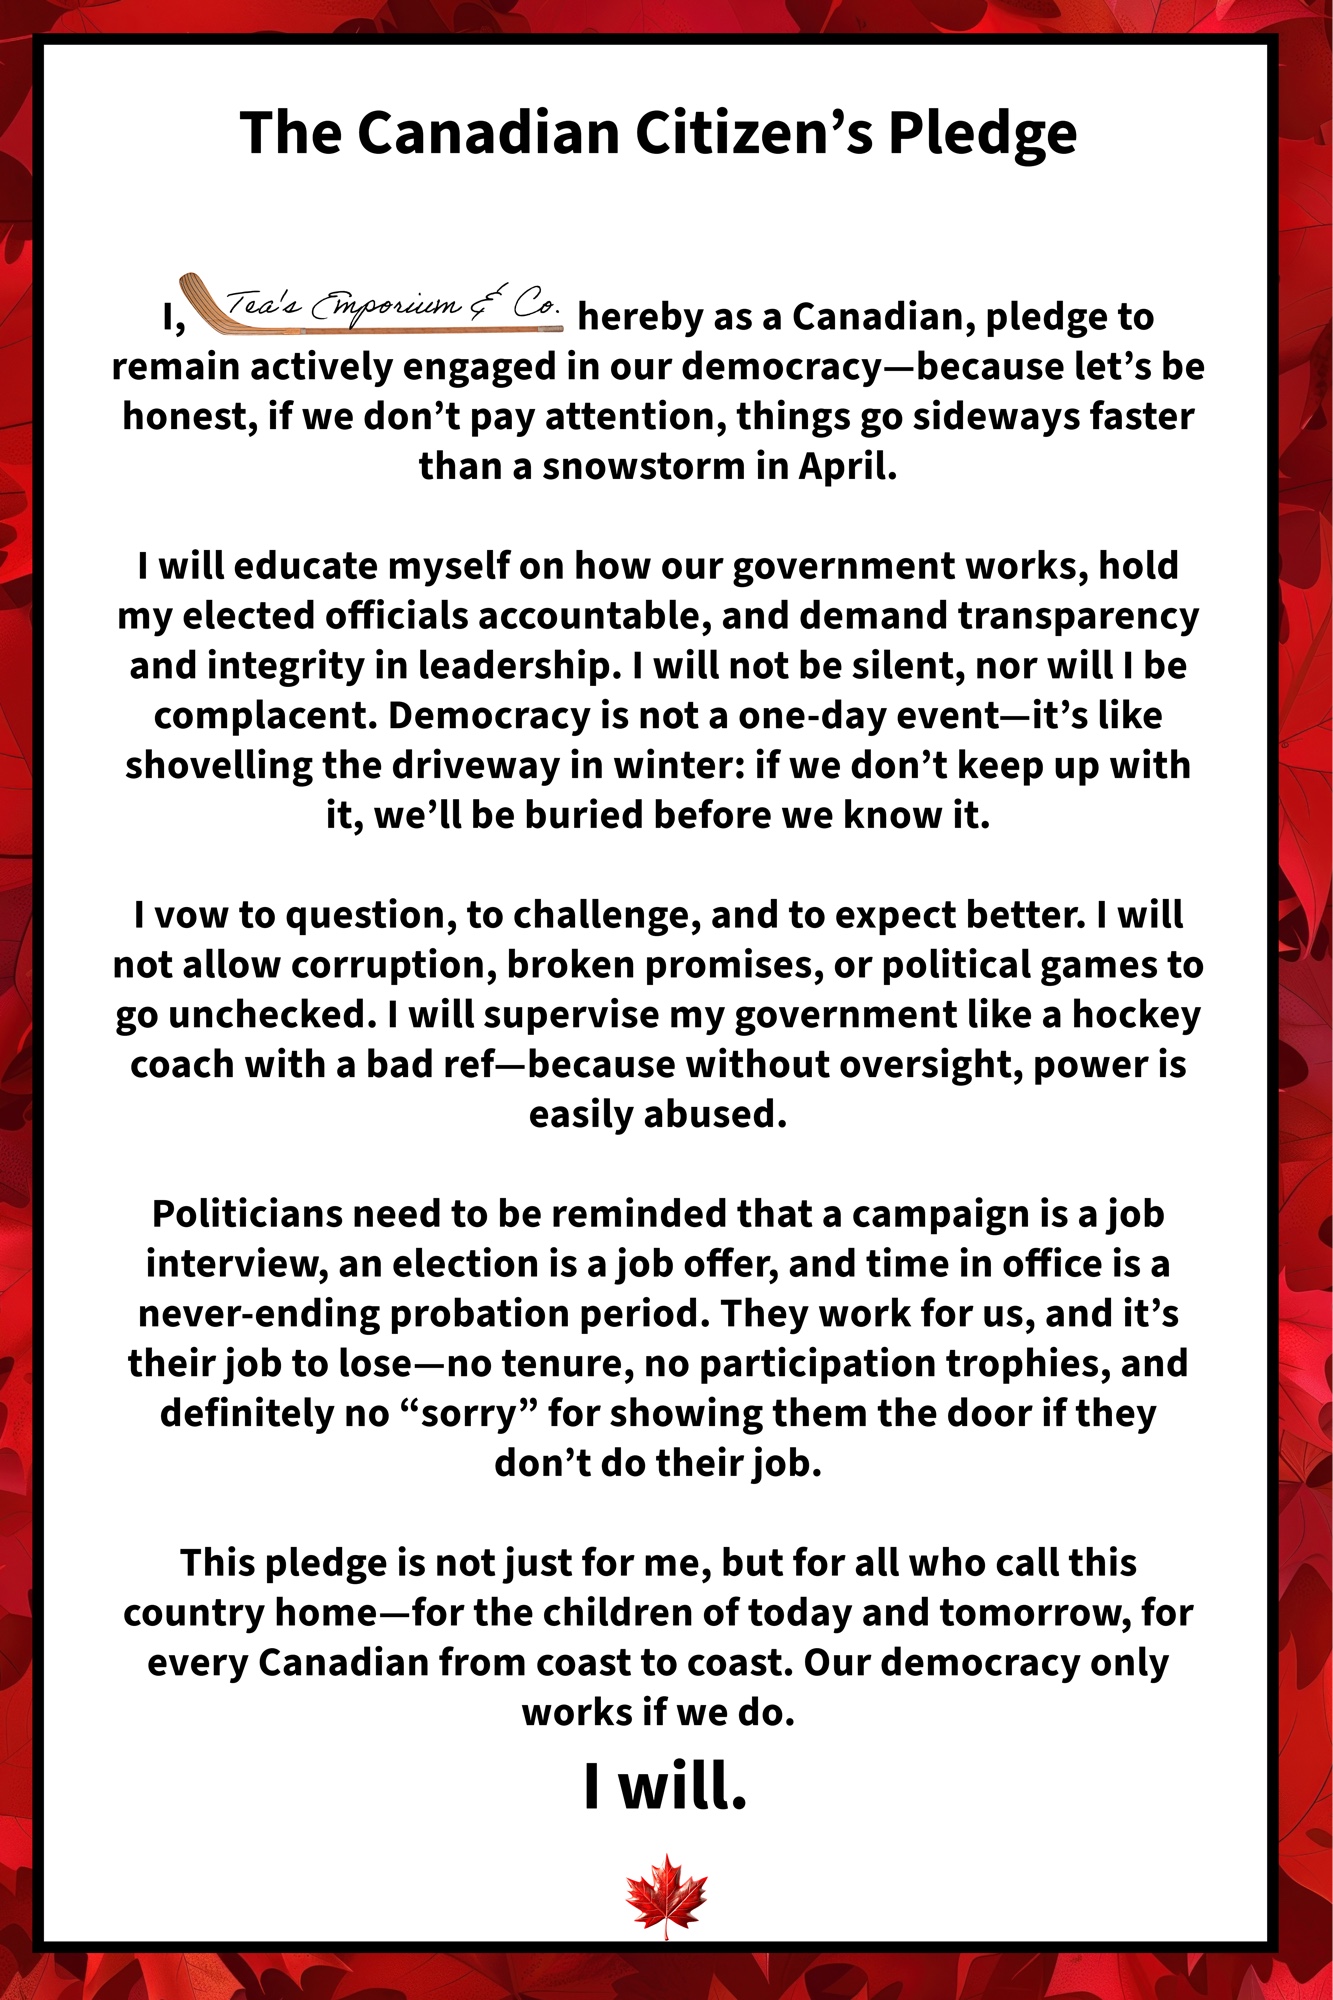 The Canadian Citizen’s Pledge
I, Tea's Emporium & Co. hereby as a Canadian, pledge to
remain actively engaged in our democracy—because let’s be
honest, if we don’t pay attention, things go sideways faster
than a snowstorm in April.
I will educate myself on how our government works, hold
my elected officials accountable, and demand transparency
and integrity in leadership. I will not be silent, nor will I be
complacent. Democracy is not a one-day event—it’s like
shovelling the driveway in winter: if we don’t keep up with
it, we’ll be buried before we know it.
I vow to question, to challenge, and to expect better. I will
not allow corruption, broken promises, or political games to
go unchecked. I will supervise my government like a hockey
coach with a bad ref—because without oversight, power is
easily abused.
Politicians need to be reminded that a campaign is a job
interview, an election is a job offer, and time in office is a
never-ending probation period. They work for us, and it’s
their job to lose—no tenure, no participation trophies, and
definitely no “sorry” for showing them the door if they
don’t do their job.
This pledge is not just for me, but for all who call this
country home—for the children of today and tomorrow, for
every Canadian from coast to coast. Our democracy only
works if we do.
I will.